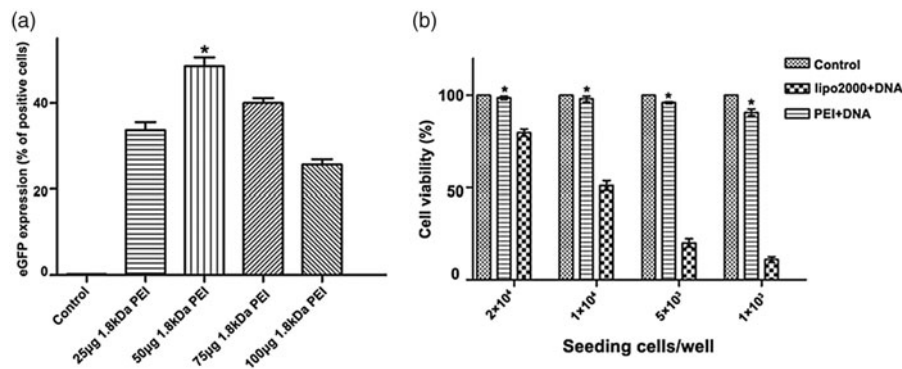 (a)
eGFP expression (% of positive cells)
40
20
0
*
Control
25μg 1.8kDa PEI
50μg 1.8kDa PEI
75μg 1.8kDa PEI
100μg 1.8kDa PEI
(b)
Cell viability (%)
100
50
0
* * * *
Control
lipo2000+DNA
PEI+DNA
2×10⁴
1×10⁴
5×10³
1×10³
Seeding cells/well